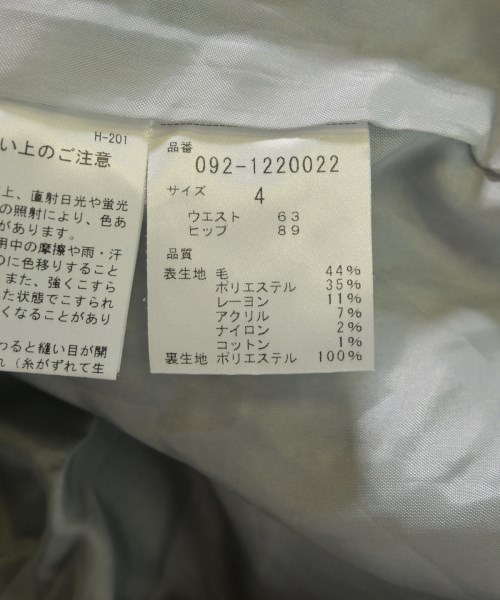 H-201
い上のご注意
上、直射日光や蛍光
の照射により、色あ
があります。
用中の摩擦や雨・汗
のに色移りすること
また、強くこすら
た状態でこすられ
くなることがあり
わると縫い目が開
れ（糸がずれて生
品番
092-1220022
サイズ
4
ウエスト 63
ヒップ 89
品質
表生地 毛 44%
ポリエステル 35%
レーヨン 11%
アクリル 7%
ナイロン 2%
コットン 1%
裏生地 ポリエステル 100%